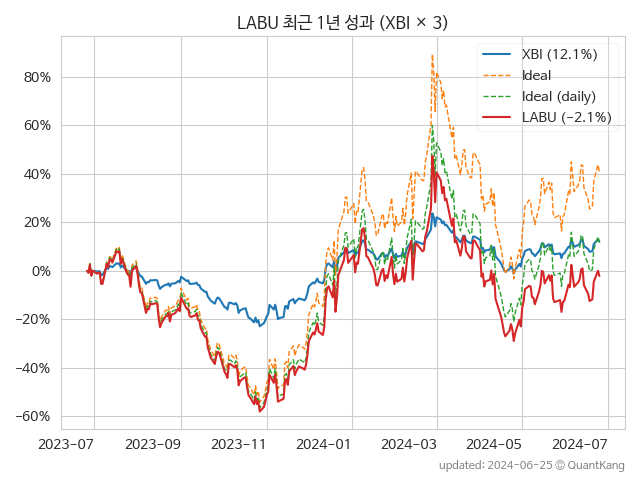 LABU 최근 1년 성과 (XBI × 3)
XBI (12.1%)
Ideal
Ideal (daily)
LABU (−2.1%)
80%
60%
40%
20%
0%
−20%
−40%
−60%
2023-07 2023-09 2023-11 2024-01 2024-03 2024-05 2024-07
updated: 2024-06-25 © QuantKang